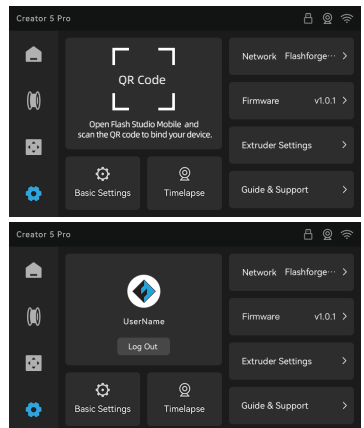 Creator 5 Pro
QR Code
Open Flash Studio Mobile and
scan the QR code to bind your device.
Basic Settings
Timelapse
Network Flashforge···
Firmware v1.0.1
Extruder Settings
Guide & Support
Creator 5 Pro
UserName
Log Out
Basic Settings
Timelapse
Network Flashforge···
Firmware v1.0.1
Extruder Settings
Guide & Support